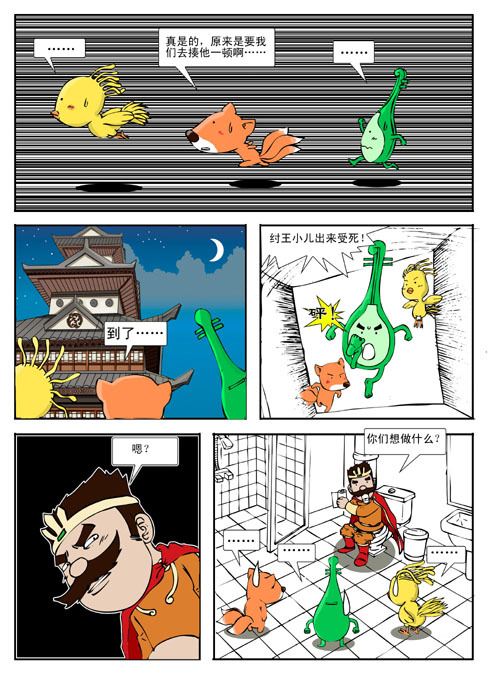 ……
真是的，原来是要我
们去揍他一顿啊……
……
到了……
纣王小儿出来受死！
砰！
嗯？
你们想做什么？
……
……
……